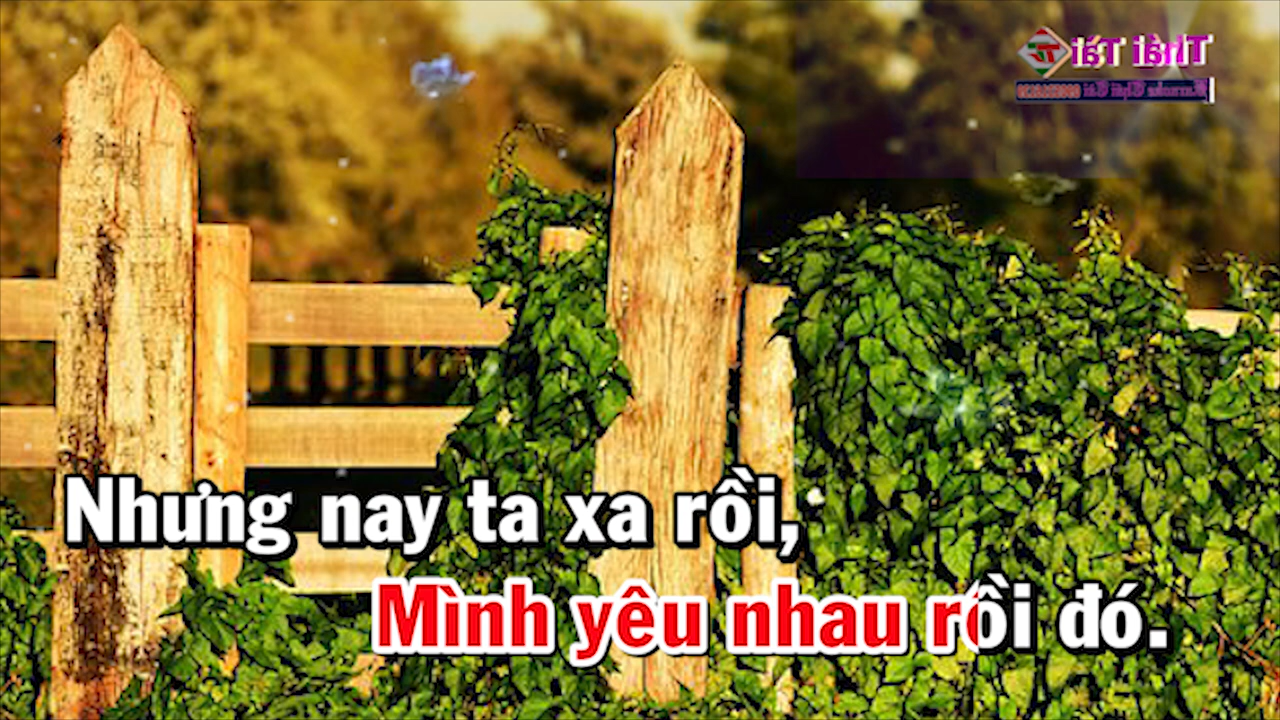 Nhưng nay ta xa rồi,
Mình yêu nhau rồi đó.